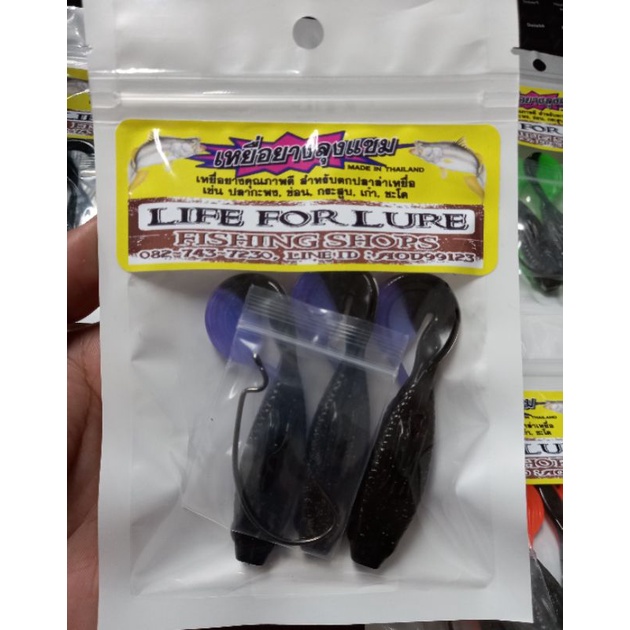 เหยื่อยางลุงแซม
MADE IN THAILAND
เหยื่อยางคุณภาพดี สำหรับตกปลาล่าเหยื่อ
เช่น ปลากะพง, ช่อน, กระสูบ, เก๋า, ชะโด
LIFE FOR LURE
FISHING SHOPS
082-743-7230, LINE:ID :AOD99123